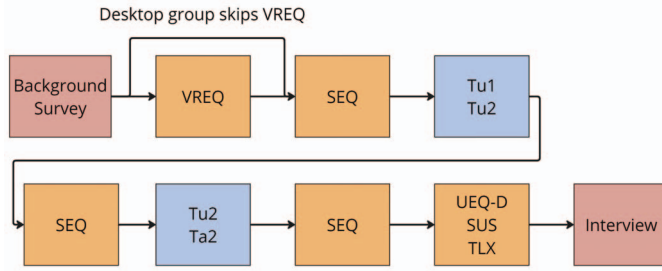 Desktop group skips VREQ
Background
Survey
VREQ
SEQ
Tu1
Tu2
SEQ
Tu2
Ta2
SEQ
UEQ-D
SUS
TLX
Interview